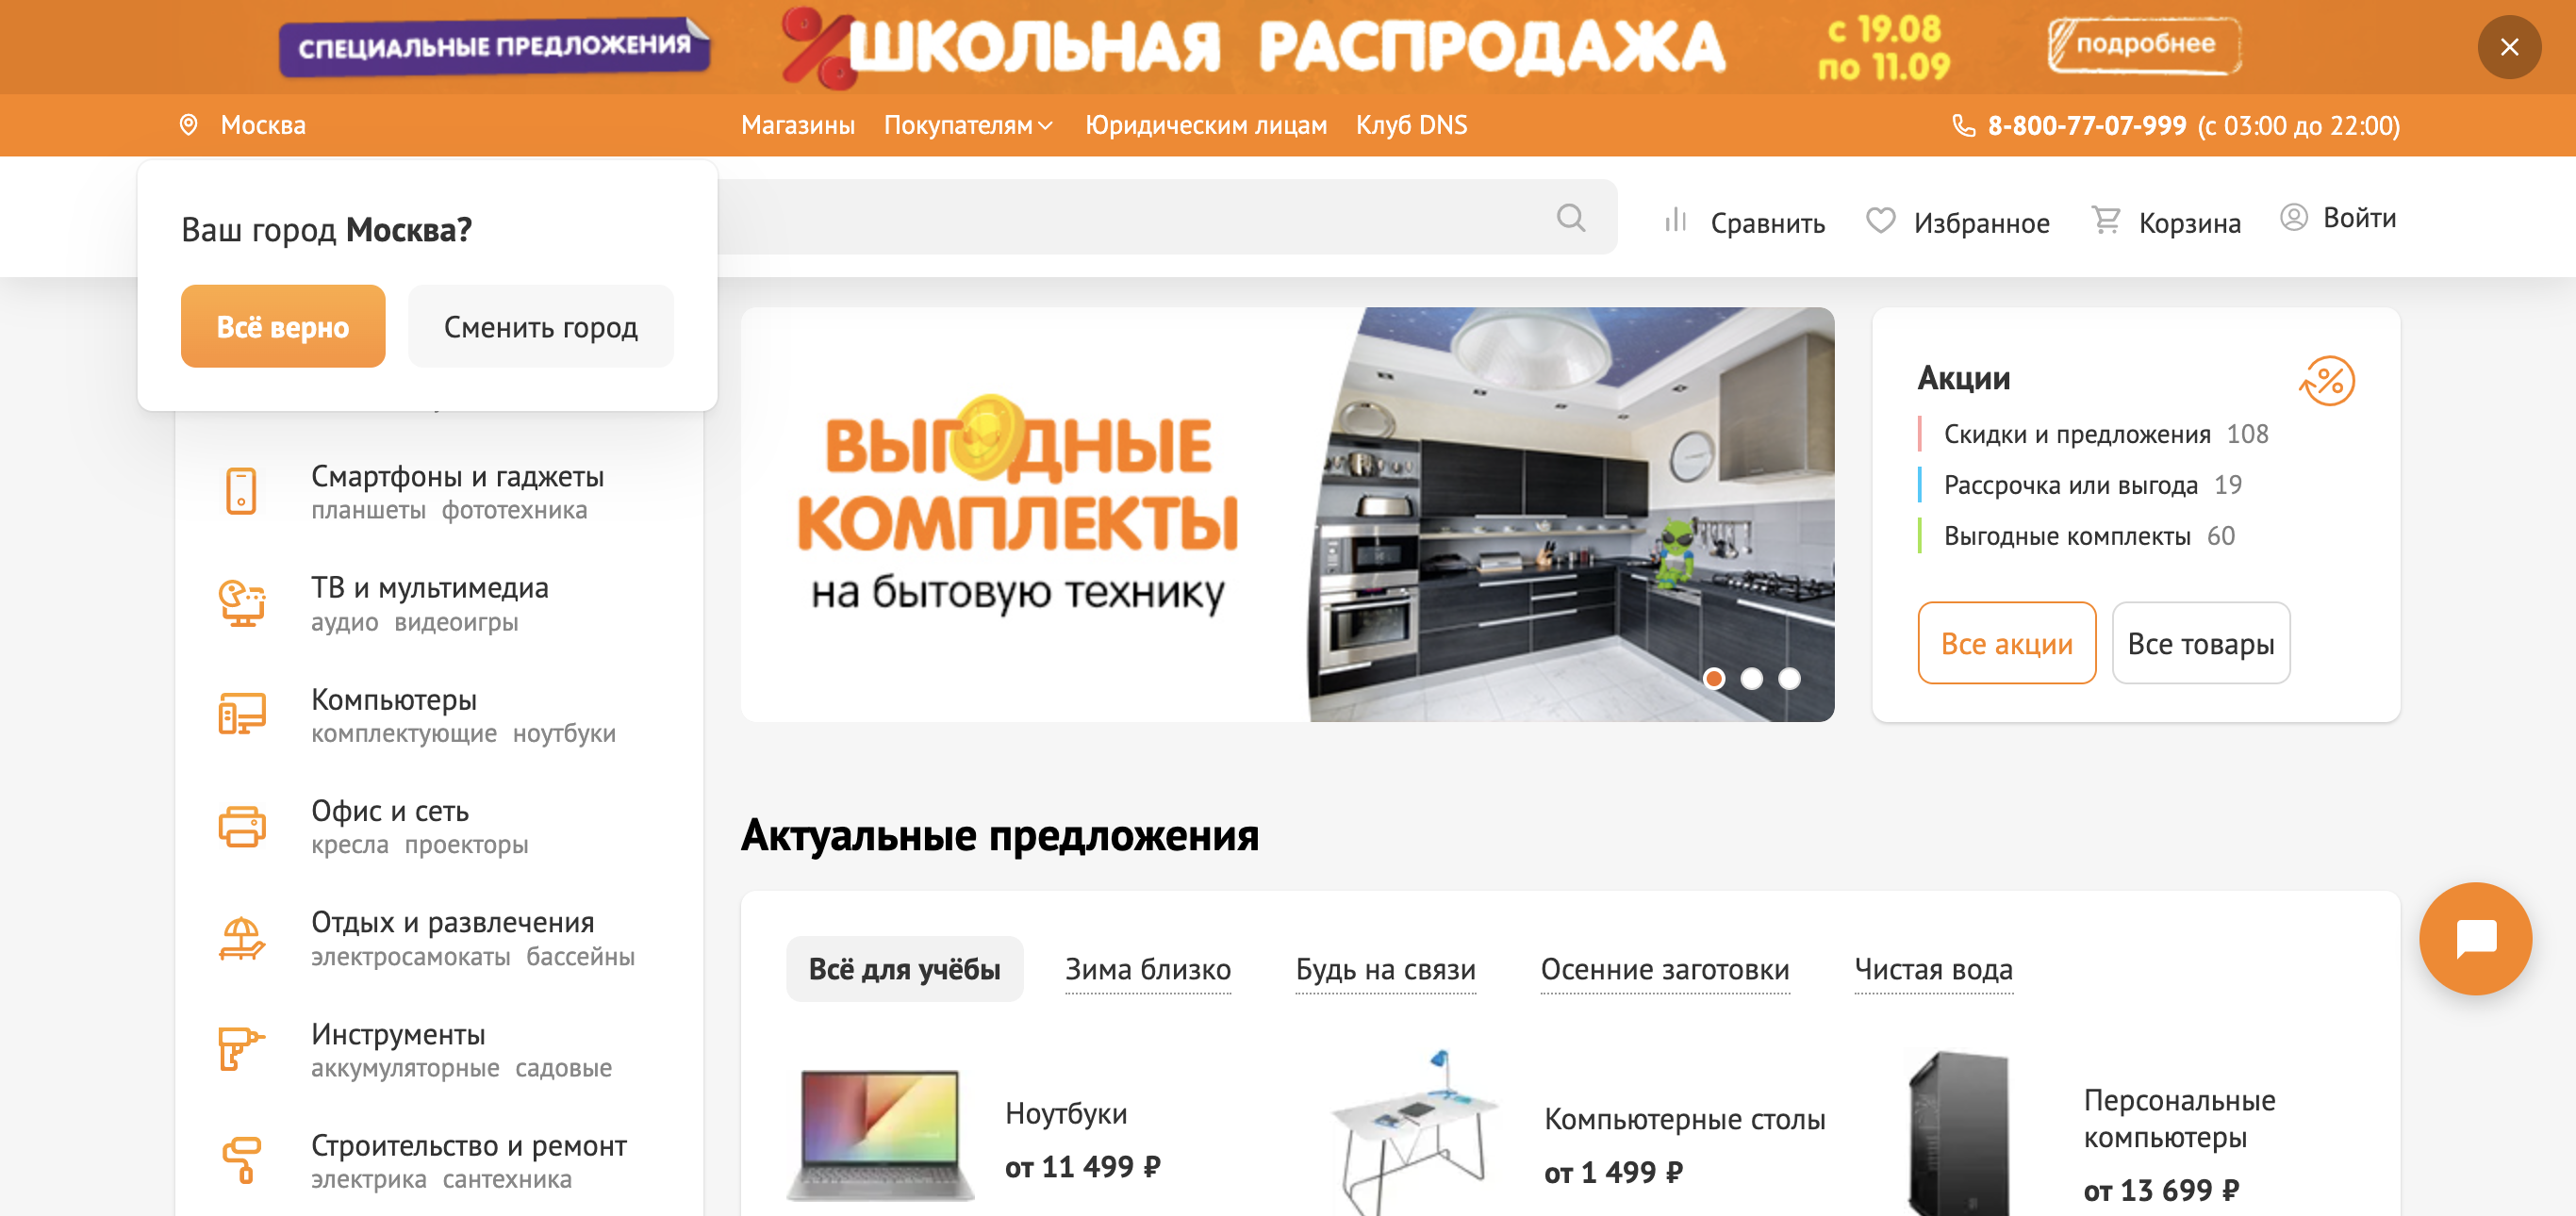 СПЕЦИАЛЬНЫЕ ПРЕДЛОЖЕНИЯ
% ШКОЛЬНАЯ РАСПРОДАЖА
с 19.08
по 11.09
подробнее
Москва
Магазины
Покупателям
Юридическим лицам
Клуб DNS
8-800-77-07-999 (с 03:00 до 22:00)
Ваш город Москва?
Всё верно
Сменить город
Сравнить
Избранное
Корзина
Войти
Смартфоны и гаджеты
планшеты фототехника
ТВ и мультимедиа
аудио видеоигры
Компьютеры
комплектующие ноутбуки
Офис и сеть
кресла проекторы
Отдых и развлечения
электросамокаты бассейны
Инструменты
аккумуляторные садовые
Строительство и ремонт
электрика сантехника
ВЫГОДНЫЕ
КОМПЛЕКТЫ
на бытовую технику
Акции
Скидки и предложения 108
Рассрочка или выгода 19
Выгодные комплекты 60
Все акции
Все товары
Актуальные предложения
Всё для учёбы
Зима близко
Будь на связи
Осенние заготовки
Чистая вода
Ноутбуки
от 11 499 ₽
Компьютерные столы
от 1 499 ₽
Персональные
компьютеры
от 13 699 ₽